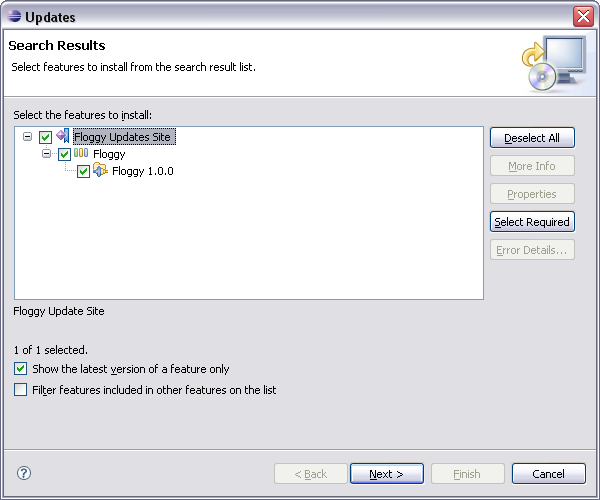 Updates
Search Results
Select features to install from the search result list.
Select the features to install:
Floggy Updates Site
Deselect All
Floggy
More Info
Floggy 1.0.0
Properties
Select Required
Error Details...
Floggy Update Site
1 of 1 selected.
Show the latest version of a feature only
Filter features included in other features on the list
?
< Back
Next >
Finish
Cancel